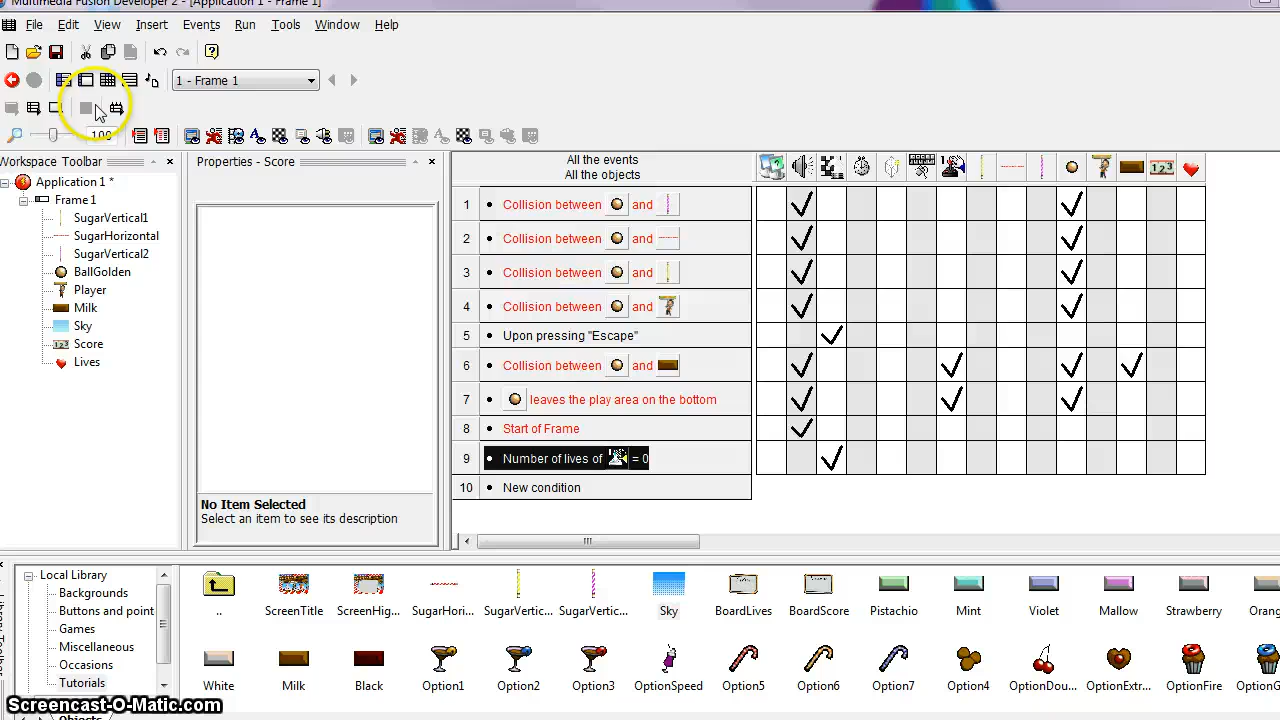 Multimedia Fusion Developer 2 - [Application 1 - Frame 1]
File Edit View Insert Events Run Tools Window Help
1 - Frame 1
100
Workspace Toolbar
Properties - Score
All the events
All the objects
Application 1 *
Frame 1
SugarVertical1
SugarHorizontal
SugarVertical2
BallGolden
Player
Milk
Sky
123 Score
Lives
No Item Selected
Select an item to see its description
1 • Collision between and
2 • Collision between and
3 • Collision between and
4 • Collision between and
5 • Upon pressing "Escape"
6 • Collision between and
7 • leaves the play area on the bottom
8 • Start of Frame
9 • Number of lives of = 0
10 • New condition
123
Local Library
Backgrounds
Buttons and point
Games
Miscellaneous
Occasions
Tutorials
.. ScreenTitle ScreenHig... SugarHori... SugarVertic... SugarVertic... Sky BoardLives BoardScore Pistachio Mint Violet Mallow Strawberry Orang
White Milk Black Option1 Option2 Option3 OptionSpeed Option5 Option6 Option7 Option4 OptionDou... OptionExtr... OptionFire OptionG
Screencast-O-Matic.com